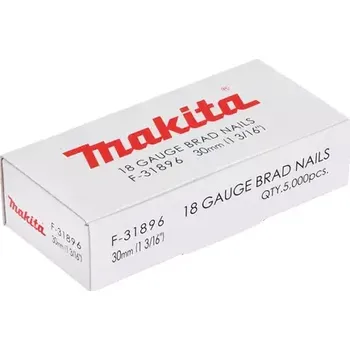 makita®
18 GAUGE BRAD NAILS
F-31896 30mm (1 3/16")
F-31896
30mm (1 3/16")
18 GAUGE BRAD NAILS
QTY.5,000pcs.